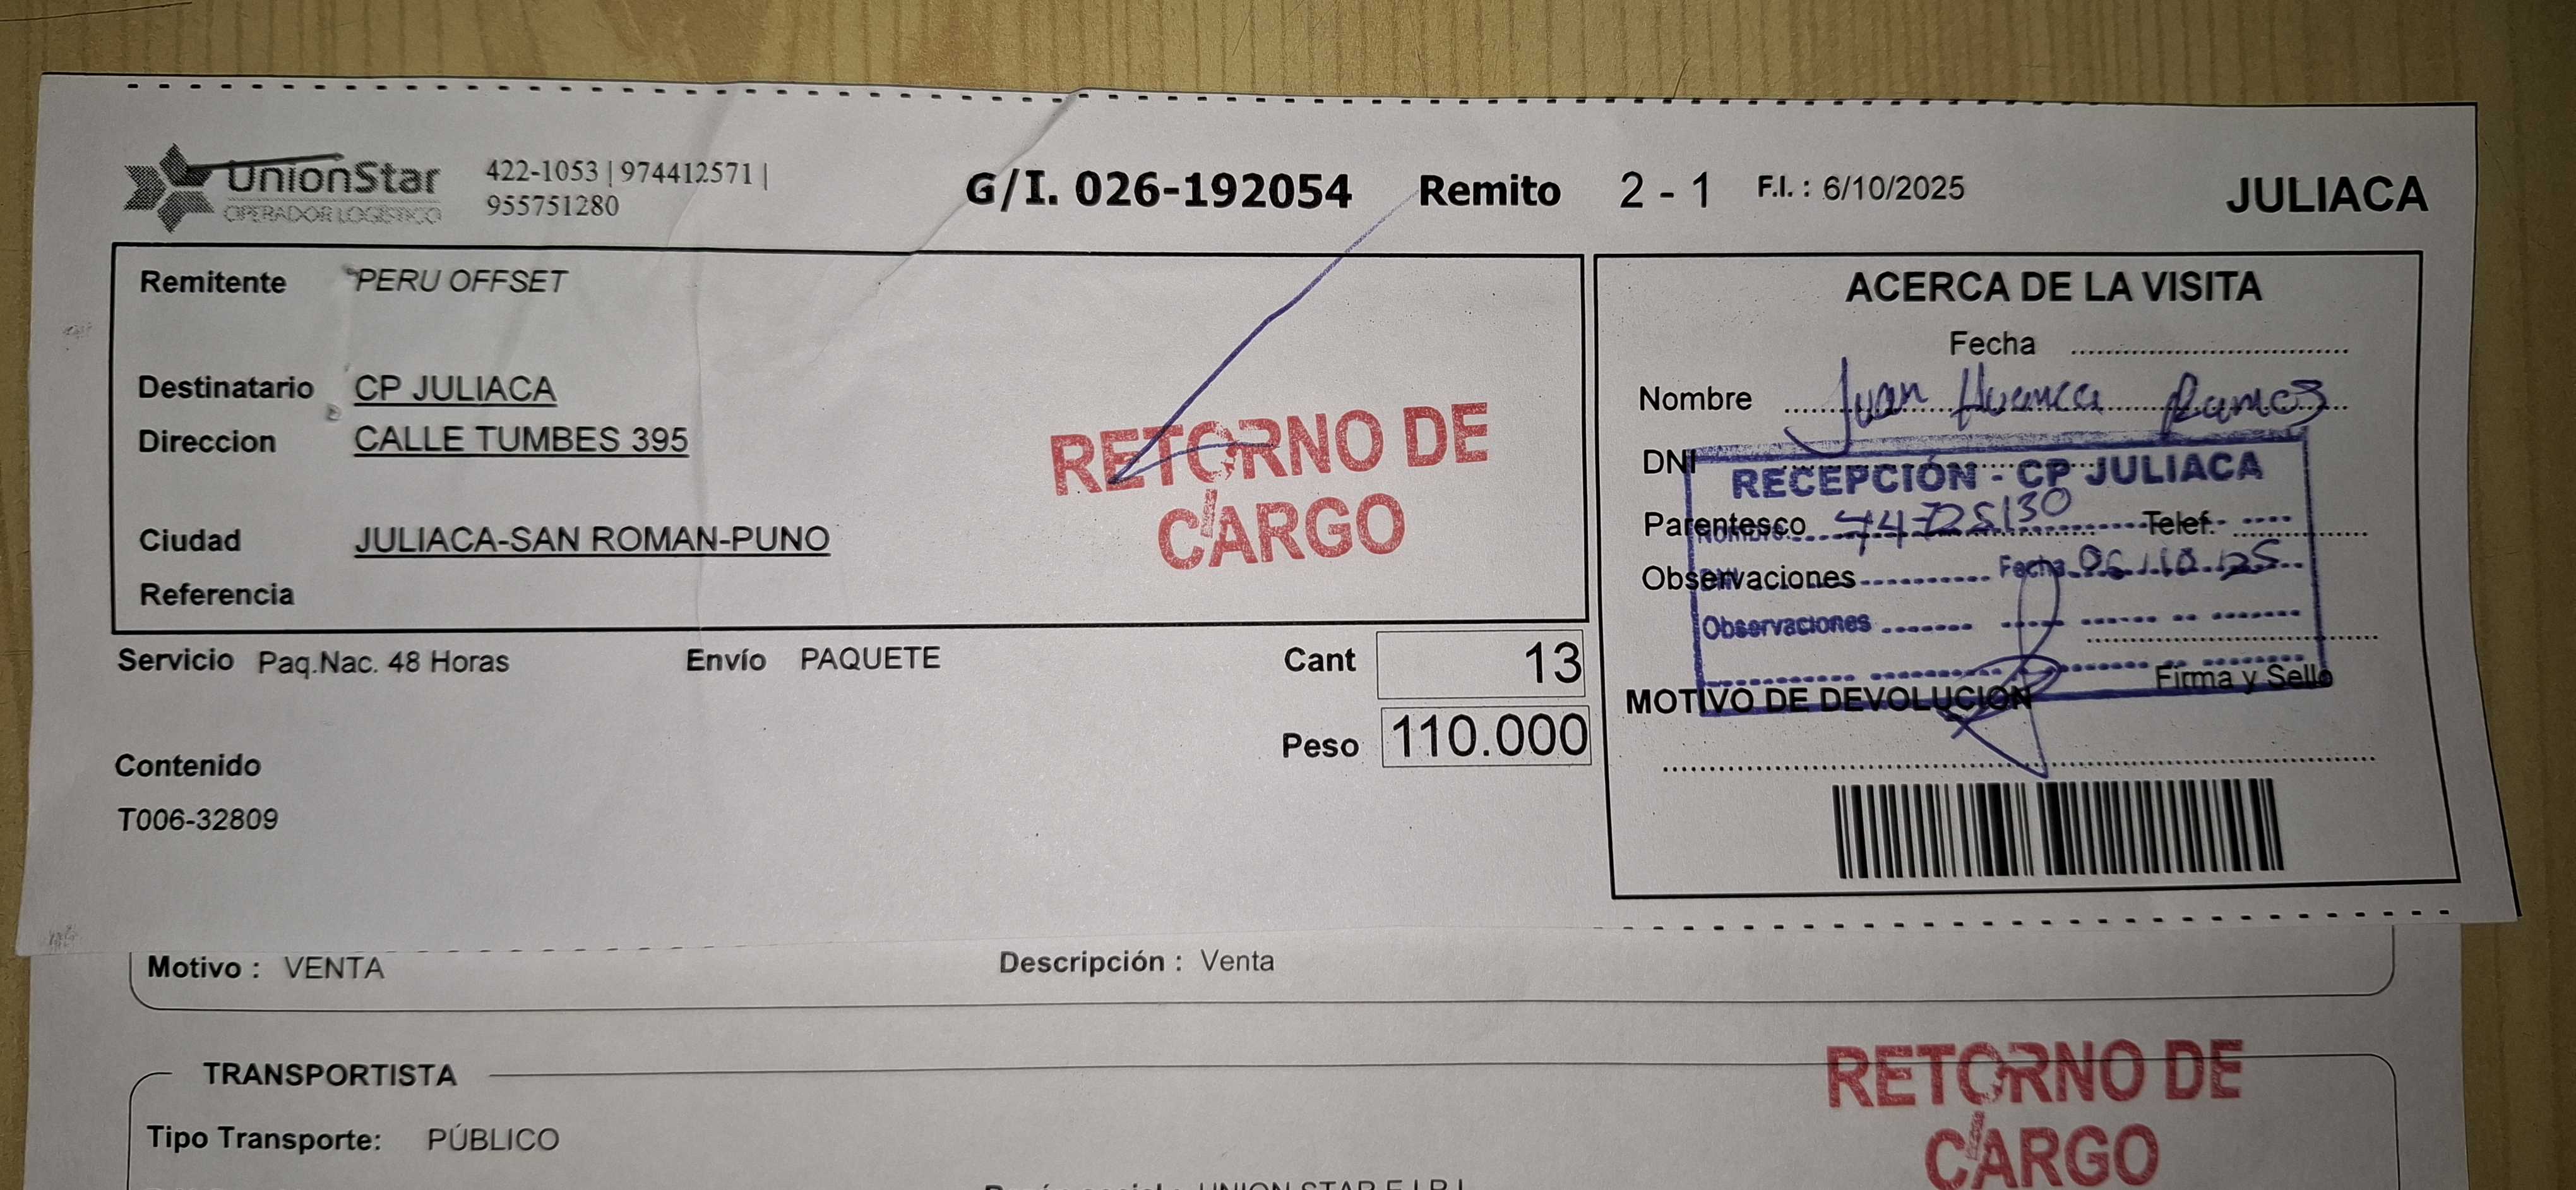 UnionStar
OPERADOR LOGÍSTICO
422-1053 | 974412571 |
955751280
G/I. 026-192054 Remito 2 - 1 F.I. : 6/10/2025 JULIACA
Remitente PERU OFFSET
Destinatario CP JULIACA
Direccion CALLE TUMBES 395
Ciudad JULIACA-SAN ROMAN-PUNO
Referencia
RETORNO DE
CARGO
Servicio Paq.Nac. 48 Horas Envío PAQUETE Cant 13
Peso 110.000
Contenido
T006-32809
ACERCA DE LA VISITA
Fecha
Nombre Juan Huanca Ramos
DNI
RECEPCIÓN - CP JULIACA
Parentesco Telef.
Nombre
Observaciones
Fecha 06.10.25
Observaciones
Firma y Sello
MOTIVO DE DEVOLUCION
Motivo : VENTA Descripción : Venta
TRANSPORTISTA
Tipo Transporte: PÚBLICO
RETORNO DE
CARGO
UNION STAR E.I.R.L